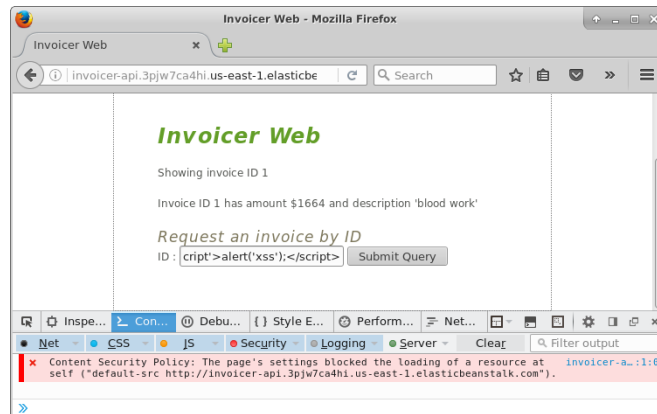 Invoicer Web - Mozilla Firefox
Invoicer Web
invoicer-api.3pjw7ca4hi.us-east-1.elasticbe
Search
Invoicer Web
Showing invoice ID 1
Invoice ID 1 has amount $1664 and description 'blood work'
Request an invoice by ID
ID : cript'>alert('xss');</script> Submit Query
Inspe... Con... Debu... { } Style E... Perform... Net...
Net CSS JS Security Logging Server Clear Filter output
Content Security Policy: The page's settings blocked the loading of a resource at invoicer-a…:1:6
self ("default-src http://invoicer-api.3pjw7ca4hi.us-east-1.elasticbeanstalk.com").